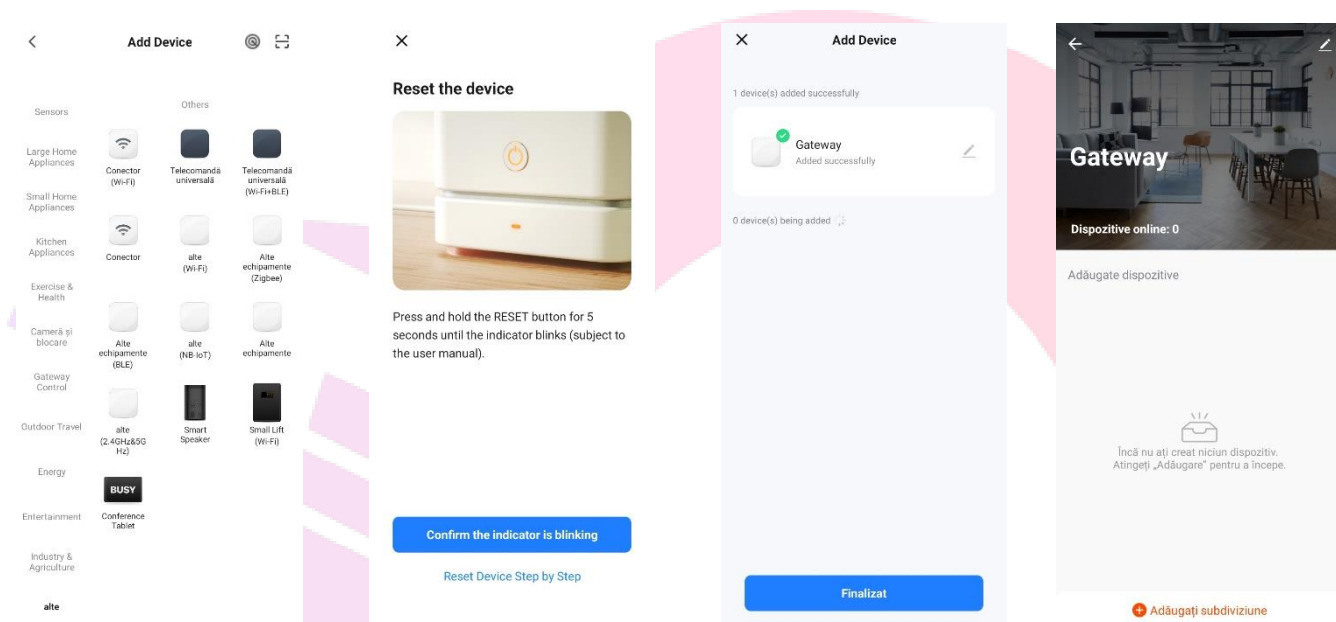 Add Device
Sensors
Large Home
Appliances
Small Home
Appliances
Kitchen
Appliances
Exercise &
Health
Cameră și
blocare
Gateway
Control
Outdoor Travel
Energy
Entertainment
Industry &
Agriculture
alte
Others
Conector
(Wi-Fi)
Telecomandă
universală
Telecomandă
universală
(Wi-Fi+BLE)
Conector
alte
(Wi-Fi)
Alte
echipamente
(Zigbee)
Alte
echipamente
(BLE)
alte
(NB-IoT)
Alte
echipamente
alte
(2.4GHz&5G
Hz)
Smart
Speaker
Small Lift
(Wi-Fi)
BUSY
Conference
Tablet
Reset the device
Press and hold the RESET button for 5
seconds until the indicator blinks (subject to
the user manual).
Confirm the indicator is blinking
Reset Device Step by Step
Add Device
1 device(s) added successfully
Gateway
Added successfully
0 device(s) being added
Finalizat
Gateway
Dispozitive online: 0
Adăugate dispozitive
Încă nu ați creat niciun dispozitiv.
Atingeți „Adăugare” pentru a începe.
Adăugați subdiviziune